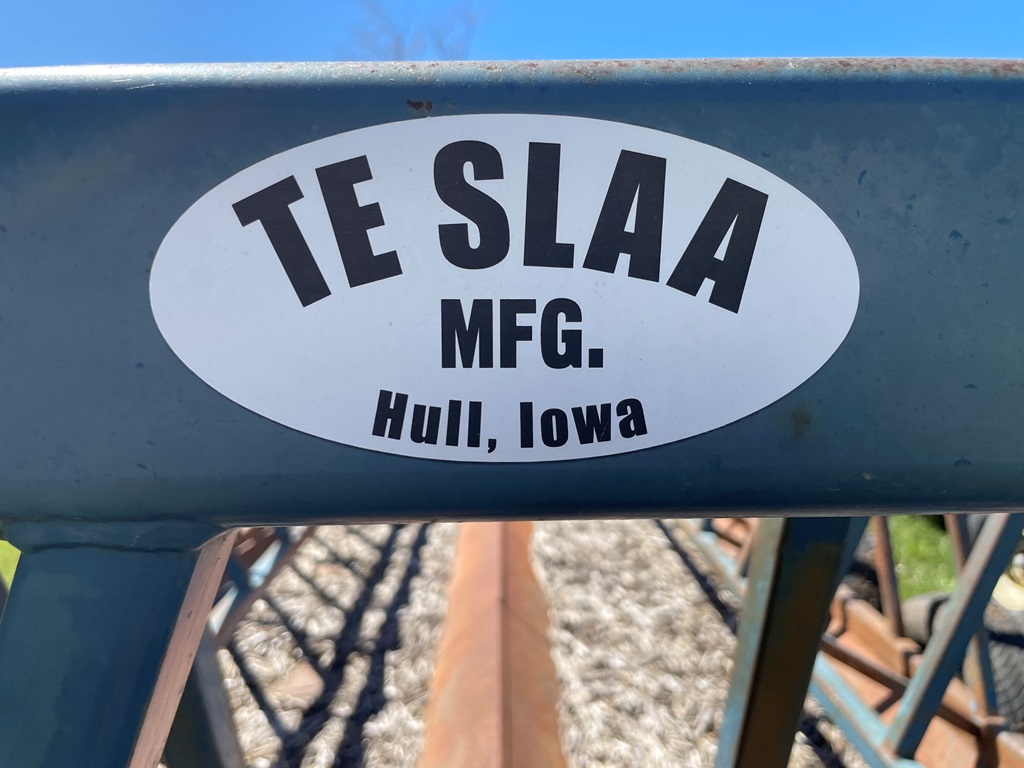 TE SLAA
MFG.
Hull, Iowa